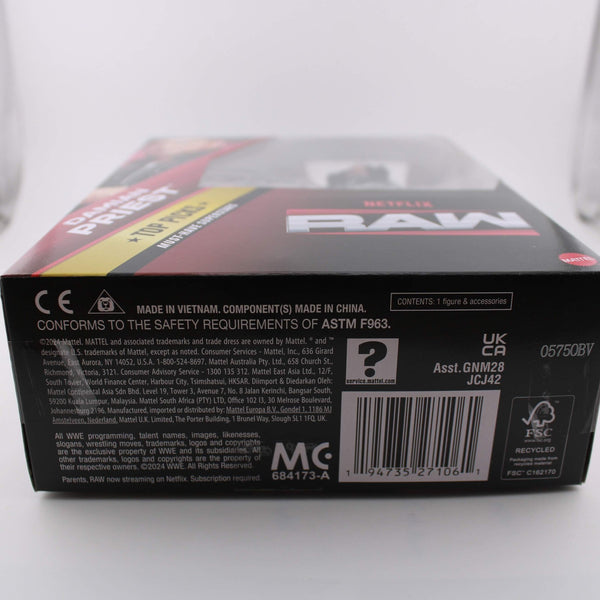 DAMIAN
PRIEST
★ TOP PICKS ★
MUST-HAVE SUPERSTARS
NETFLIX
RAW
MATTEL
CE
MADE IN VIETNAM. COMPONENT(S) MADE IN CHINA.
CONFORMS TO THE SAFETY REQUIREMENTS OF ASTM F963.
CONTENTS: 1 figure & accessories
©2024 Mattel. MATTEL and associated trademarks and trade dress are owned by Mattel. ® and ™
designate U.S. trademarks of Mattel, except as noted. Consumer Services - Mattel, Inc., 636 Girard
Avenue, East Aurora, NY 14052, U.S.A. 1-800-524-8697. Mattel Australia Pty. Ltd., 658 Church St.,
Richmond, Victoria, 3121. Consumer Advisory Service - 1300 135 312. Mattel East Asia Ltd., 12/F,
South Tower, World Finance Center, Harbour City, Tsimshatsui, HKSAR. Diimport & Diedarkan Oleh:
Mattel Continental Asia Sdn Bhd. Level 19, Tower 3, Avenue 7, No. 8 Jalan Kerinchi, Bangsar South,
59200 Kuala Lumpur, Malaysia. Mattel South Africa (PTY) LTD, Office 102 I3, 30 Melrose Boulevard,
Johannesburg 2196. Manufactured, imported or distributed for: Mattel Europa B.V., Gondel 1, 1186 MJ
Amstelveen, Nederland. Mattel U.K. Limited, The Porter Building, 1 Brunel Way, Slough SL1 1FQ, UK.
All WWE programming, talent names, images, likenesses,
slogans, wrestling moves, trademarks, logos and copyrights
are the exclusive property of WWE and its subsidiaries. All
other trademarks, logos and copyrights are the property of
their respective owners. ©2024 WWE. All Rights Reserved.
Parents, RAW now streaming on Netflix. Subscription required.
MC
684173-A
?
service.mattel.com
UK
CA
Asst.GNM28
JCJ42
05750BV
1 94735 27106 1
FSC
www.fsc.org
RECYCLED
Packaging made from
recycled material
FSC® C162170